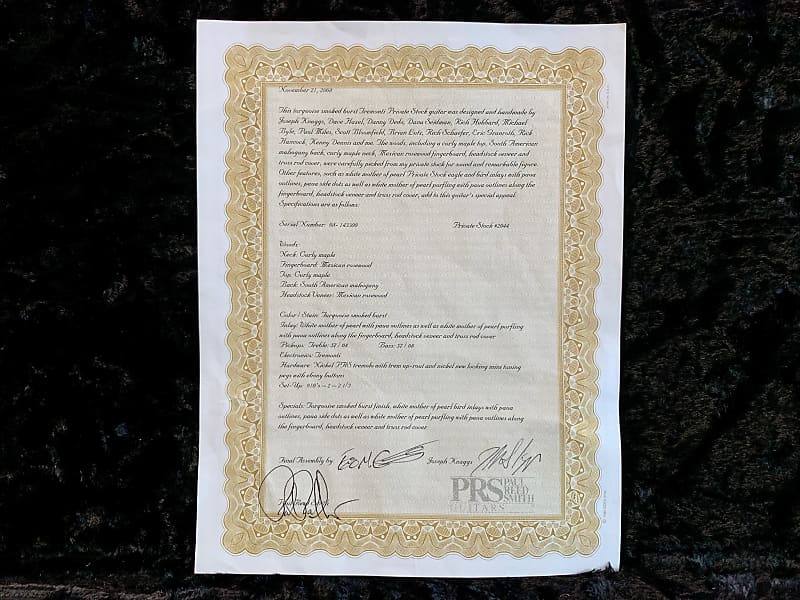 November 21, 2008
This turquoise smoked burst Tremonti Private Stock guitar was designed and handmade by
Joseph Knaggs, Dave Hazel, Danny Dedo, Dana Seidman, Rich Hubbard, Michael
Byle, Paul Miles, Scott Bloomfield, Brian Lutz, Rich Schaefer, Eric Granroth, Rick
Hancock, Kenny Dennis and me. The woods, including a curly maple top, South American
mahogany back, curly maple neck, Mexican rosewood fingerboard, headstock veneer and
truss rod cover, were carefully picked from my private stock for sound and remarkable figure.
Other features, such as white mother of pearl Private Stock eagle and bird inlays with paua
outlines, paua side dots as well as white mother of pearl purfling with paua outlines along the
fingerboard, headstock veneer and truss rod cover, add to this guitar's special appeal.
Specifications are as follows:
Serial Number: 08- 143300 Private Stock #2044
Woods
Neck: Curly maple
Fingerboard: Mexican rosewood
Top: Curly maple
Back: South American mahogany
Headstock Veneer: Mexican rosewood
Color / Stain: Turquoise smoked burst
Inlay: White mother of pearl with paua outlines as well as white mother of pearl purfling
with paua outlines along the fingerboard, headstock veneer and truss rod cover
Pickups: Treble: 57 / 08 Bass: 57 / 08
Electronics: Tremonti
Hardware: Nickel PRS tremolo with trem up-rout and nickel new locking mini tuning
pegs with ebony buttons
Set-Up: 010's - 2 - 2 1/2
Specials: Turquoise smoked burst finish, white mother of pearl bird inlays with paua
outlines, paua side dots as well as white mother of pearl purfling with paua outlines along
the fingerboard, headstock veneer and truss rod cover
Final Assembly by Joseph Knaggs
Paul Reed Smith
PRS PAUL REED SMITH
GUITARS